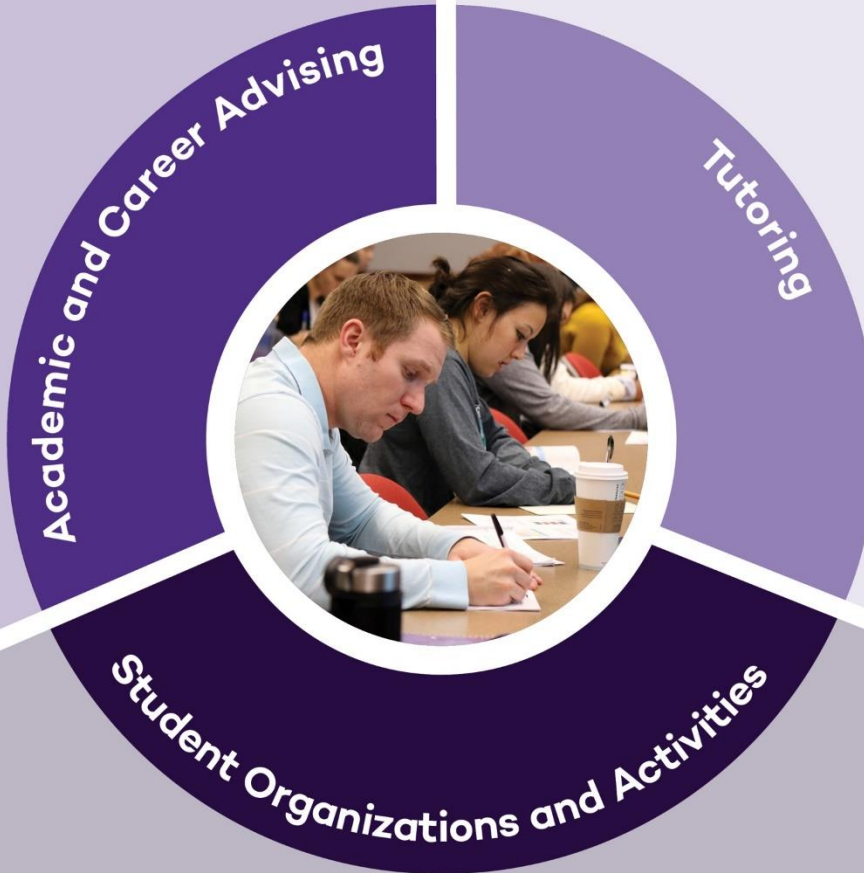 Academic and Career Advising
Tutoring
Student Organizations and Activities